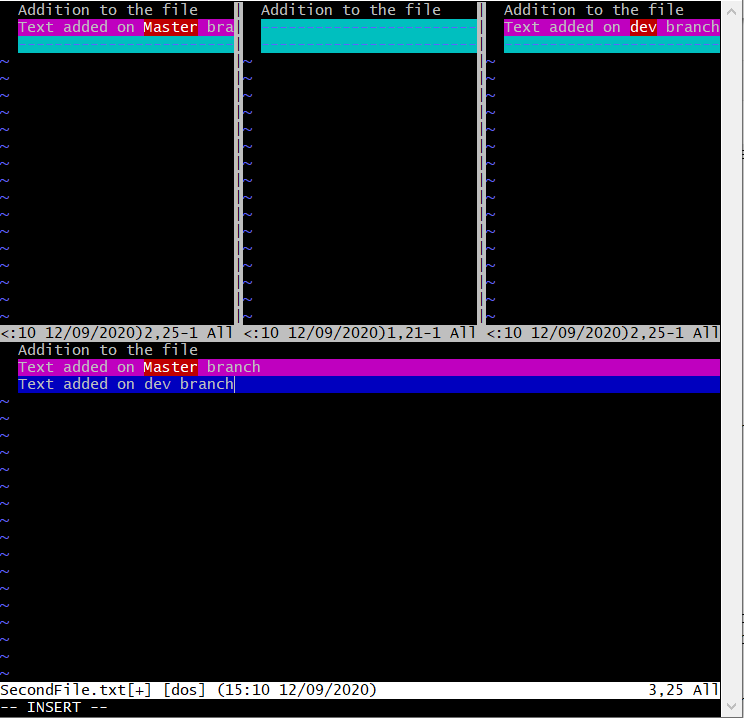 Addition to the file
Text added on Master bra
Addition to the file
Addition to the file
Text added on dev branch
<:10 12/09/2020)2,25-1 All
<:10 12/09/2020)1,21-1 All
<:10 12/09/2020)2,25-1 All
Addition to the file
Text added on Master branch
Text added on dev branch
SecondFile.txt[+] [dos] (15:10 12/09/2020) 3,25 All
-- INSERT --